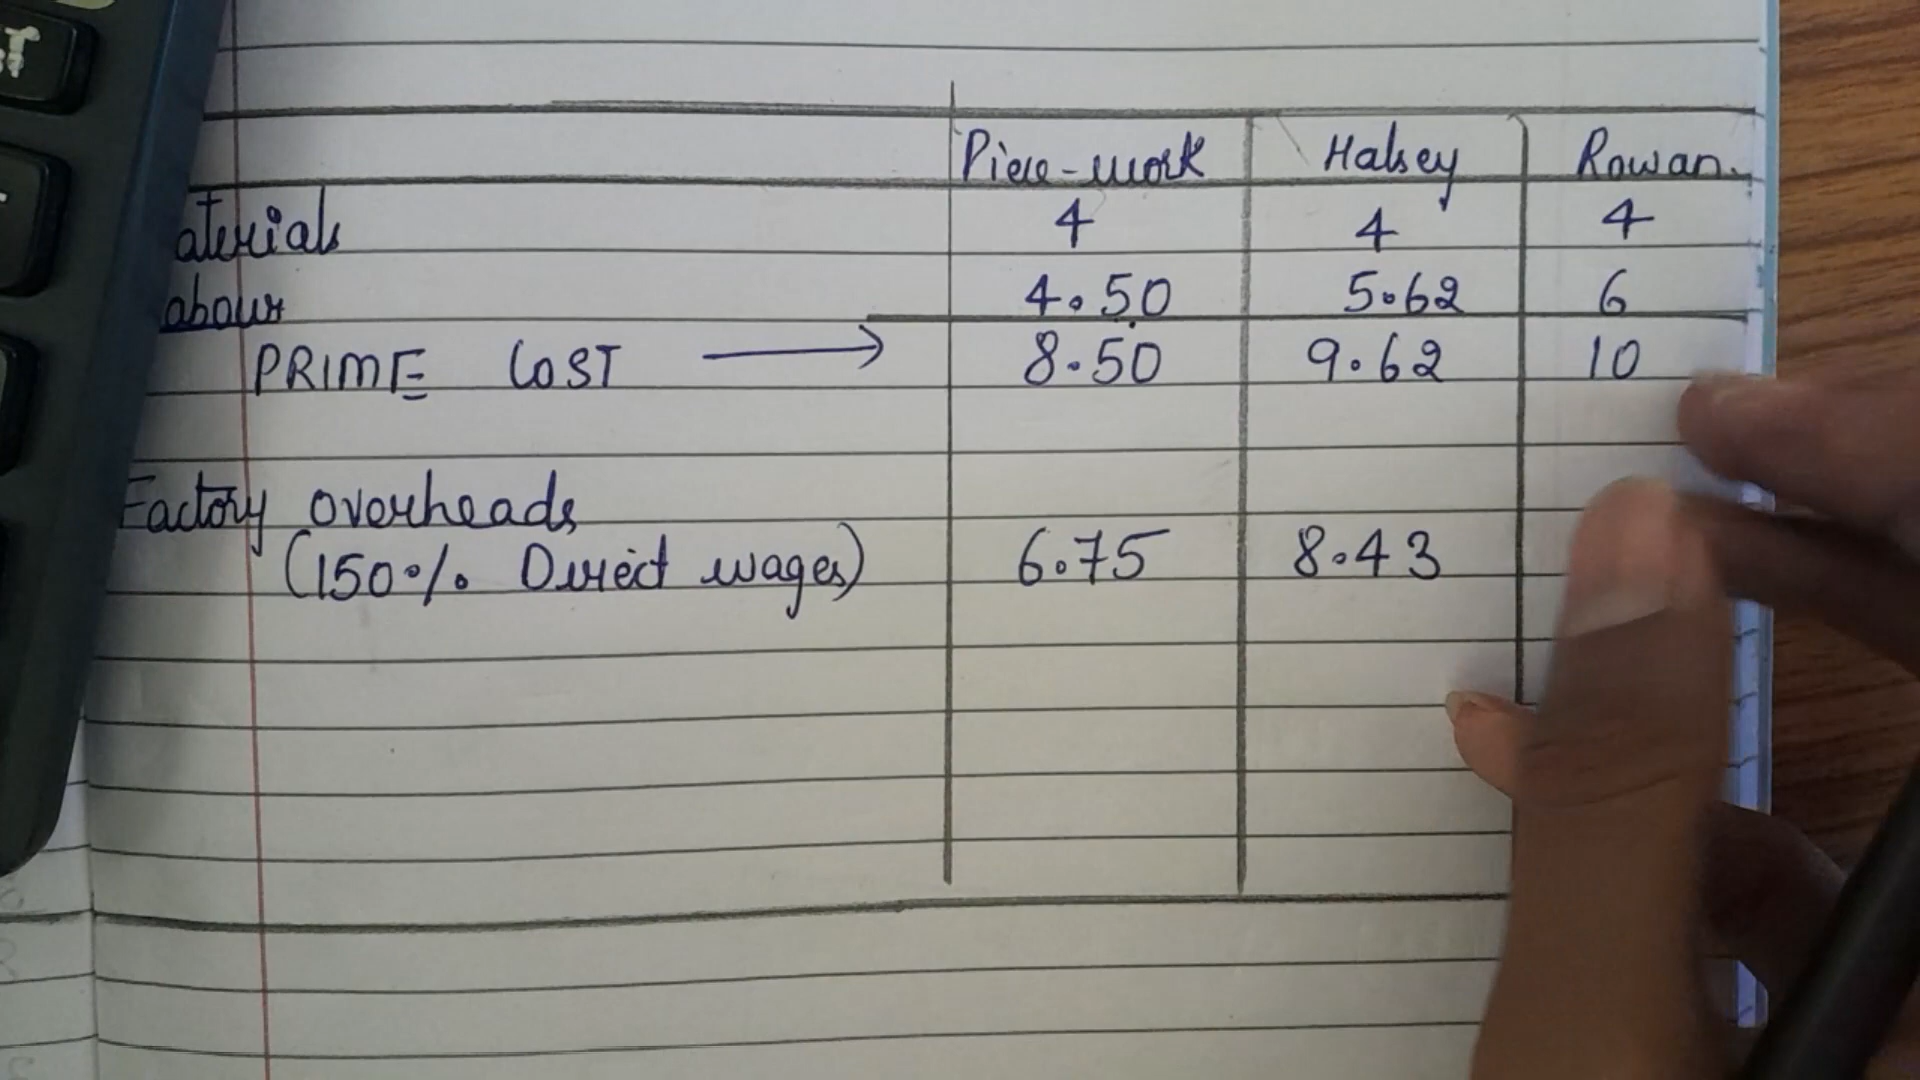 Piece-work Halsey Rowan.
aterials 4 4 4
abour 4.50 5.62 6
PRIME COST → 8.50 9.62 10
Factory overheads
(150% Direct wages) 6.75 8.43